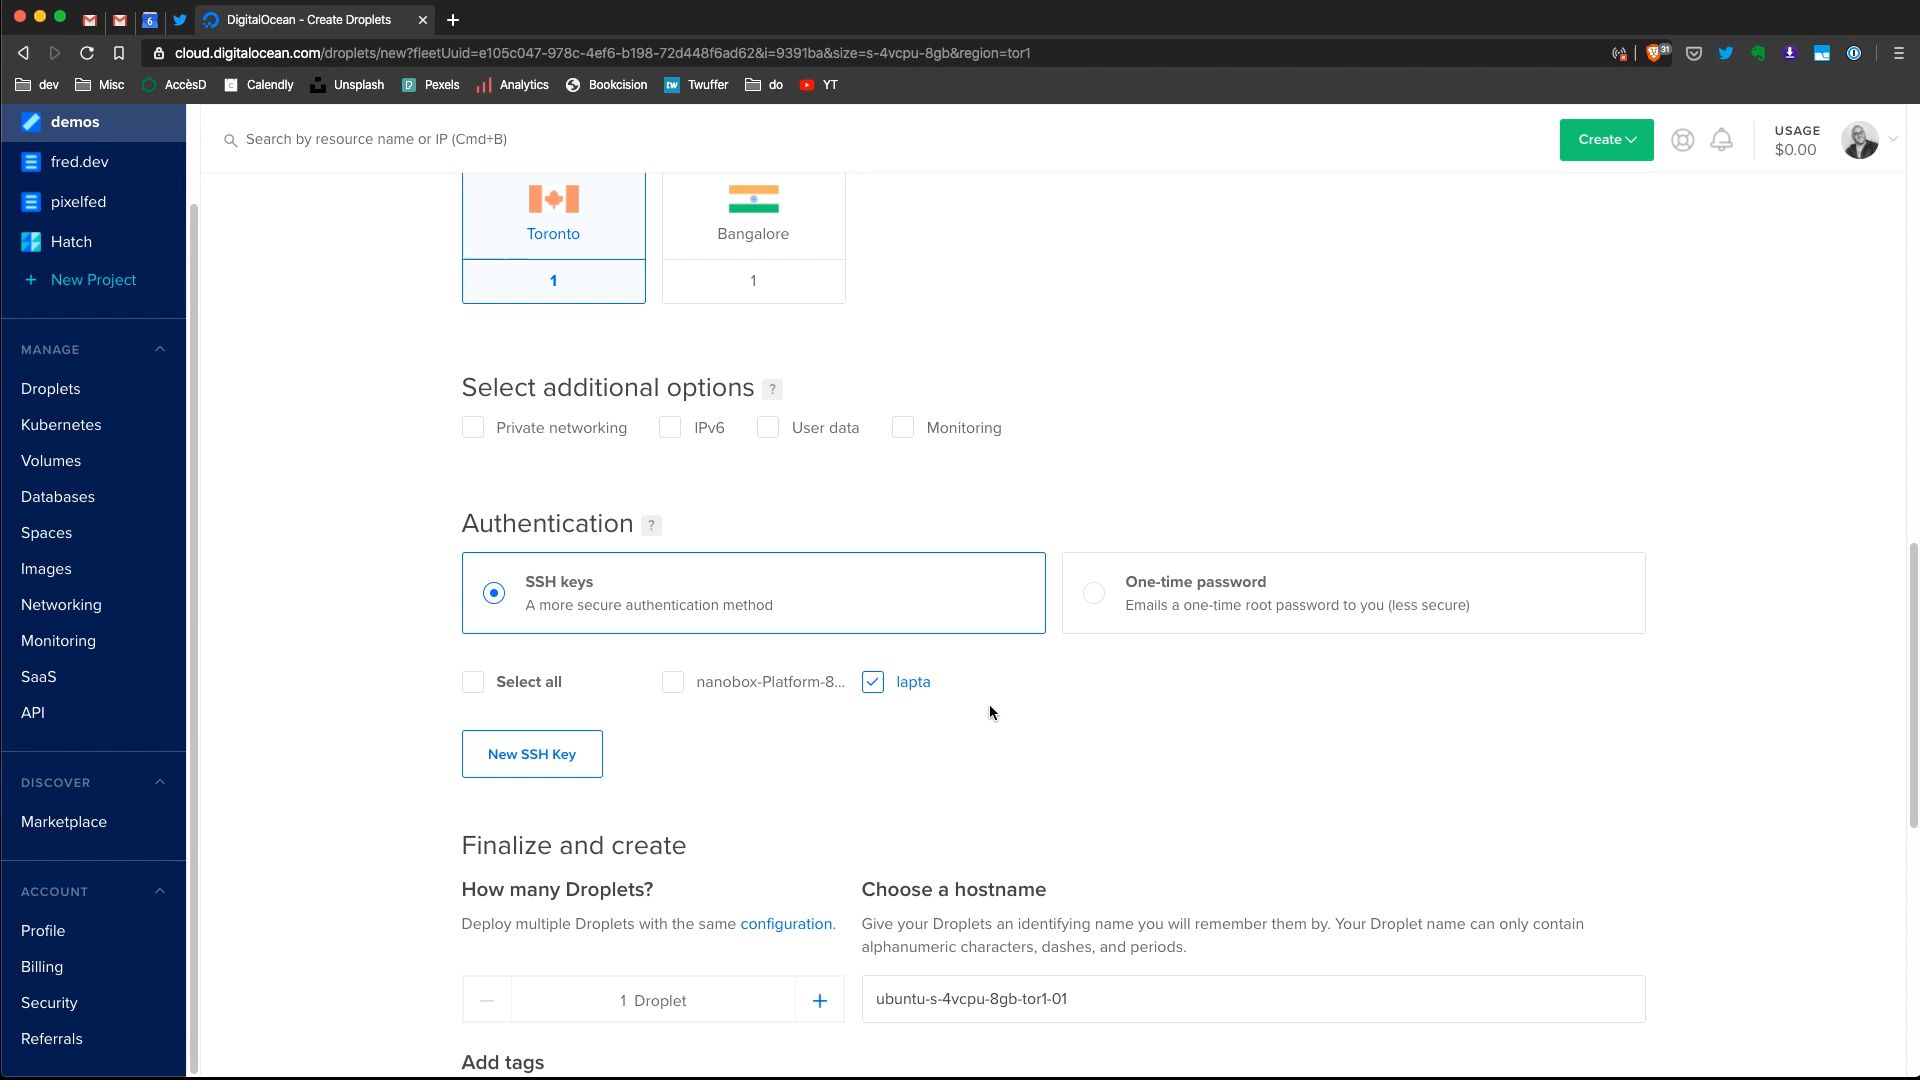 DigitalOcean - Create Droplets
cloud.digitalocean.com/droplets/new?fleetUuid=e105c047-978c-4ef6-b198-72d448f6ad62&i=9391ba&size=s-4vcpu-8gb&region=tor1
31
6
dev
Misc
AccèsD
Calendly
Unsplash
Pexels
Analytics
Bookcision
Twuffer
do
YT
demos
fred.dev
pixelfed
Hatch
+ New Project
MANAGE
Droplets
Kubernetes
Volumes
Databases
Spaces
Images
Networking
Monitoring
SaaS
API
DISCOVER
Marketplace
ACCOUNT
Profile
Billing
Security
Referrals
Search by resource name or IP (Cmd+B)
Create
USAGE
$0.00
Toronto
1
Bangalore
1
Select additional options ?
Private networking
IPv6
User data
Monitoring
Authentication ?
SSH keys
A more secure authentication method
One-time password
Emails a one-time root password to you (less secure)
Select all
nanobox-Platform-8...
lapta
New SSH Key
Finalize and create
How many Droplets?
Deploy multiple Droplets with the same configuration.
1 Droplet
Choose a hostname
Give your Droplets an identifying name you will remember them by. Your Droplet name can only contain
alphanumeric characters, dashes, and periods.
ubuntu-s-4vcpu-8gb-tor1-01
Add tags